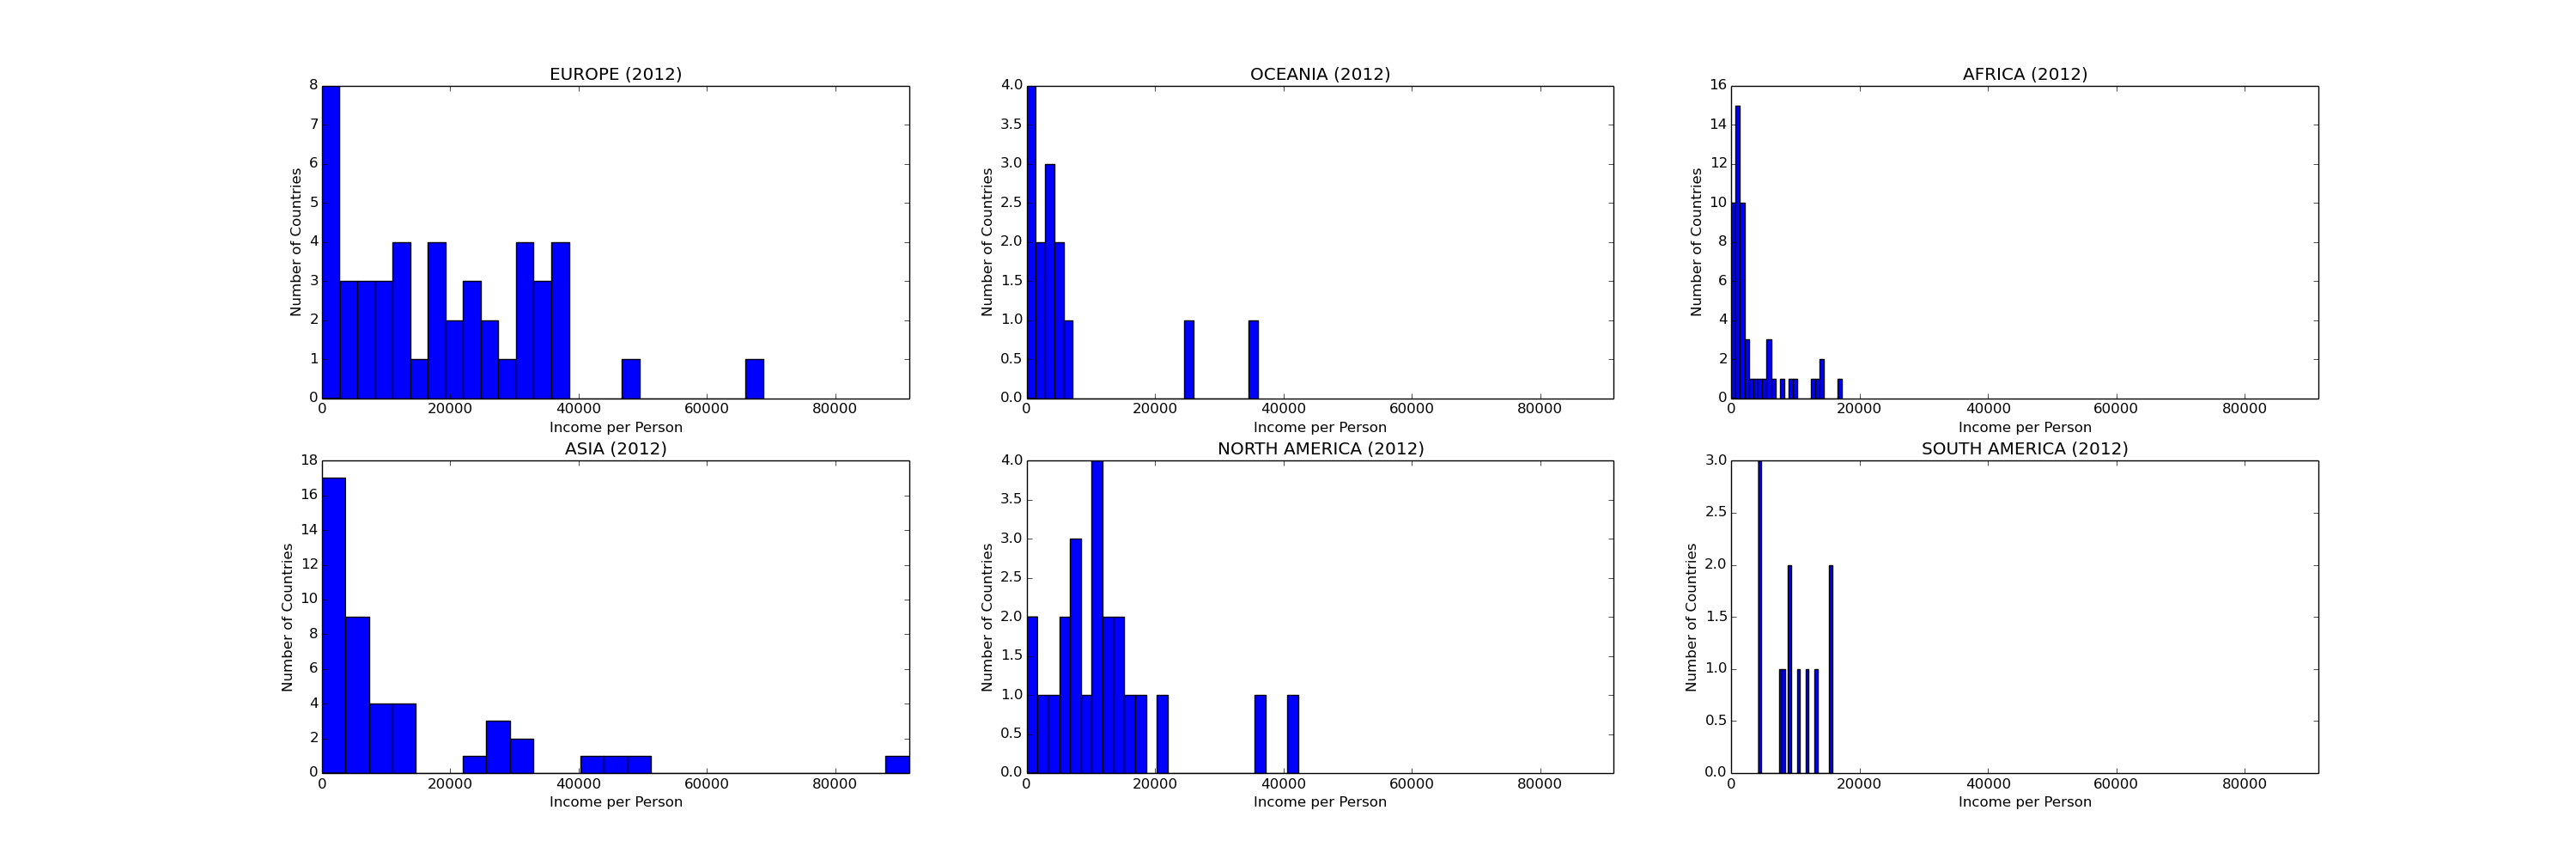 EUROPE (2012)
8
7
6
5
4
3
2
1
0
Number of Countries
0 20000 40000 60000 80000
Income per Person
OCEANIA (2012)
4.0
3.5
3.0
2.5
2.0
1.5
1.0
0.5
0.0
Number of Countries
0 20000 40000 60000 80000
Income per Person
AFRICA (2012)
16
14
12
10
8
6
4
2
0
Number of Countries
0 20000 40000 60000 80000
Income per Person
ASIA (2012)
18
16
14
12
10
8
6
4
2
0
Number of Countries
0 20000 40000 60000 80000
Income per Person
NORTH AMERICA (2012)
4.0
3.5
3.0
2.5
2.0
1.5
1.0
0.5
0.0
Number of Countries
0 20000 40000 60000 80000
Income per Person
SOUTH AMERICA (2012)
3.0
2.5
2.0
1.5
1.0
0.5
0.0
Number of Countries
0 20000 40000 60000 80000
Income per Person